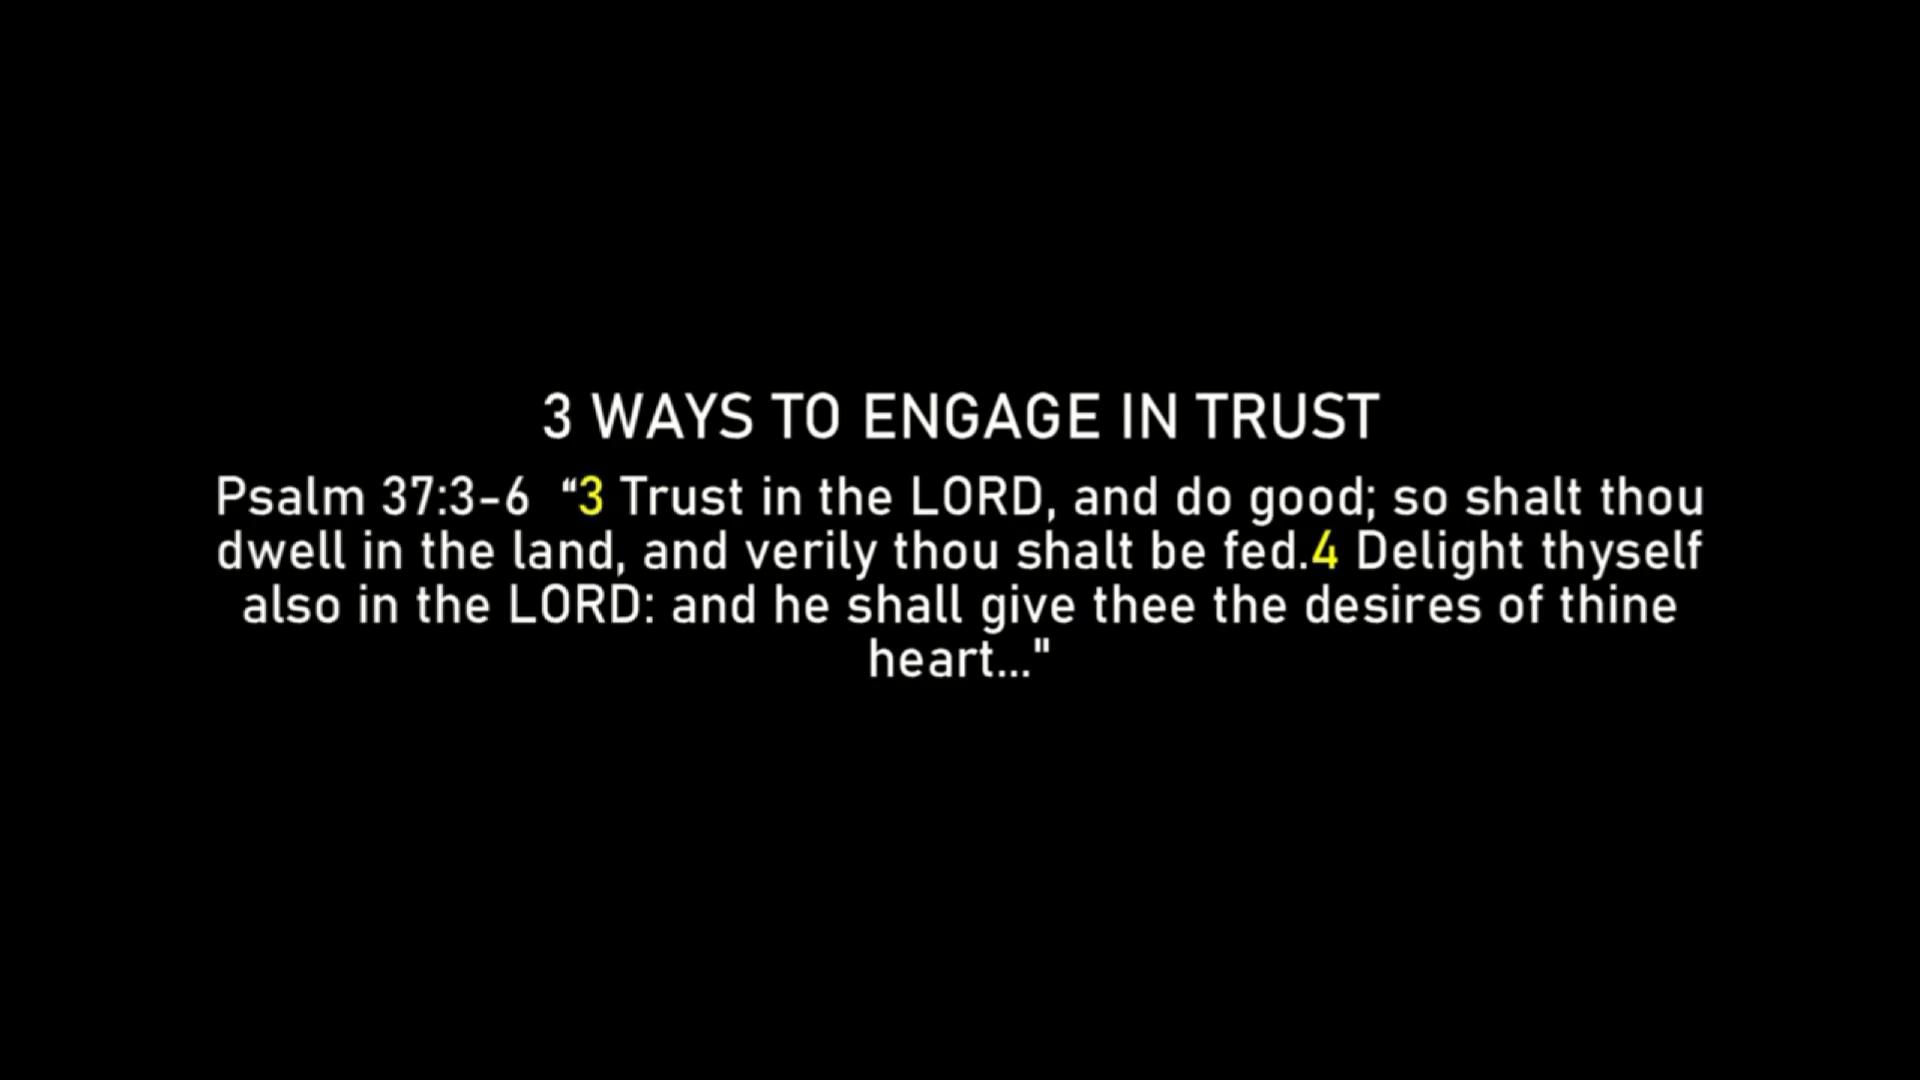 3 WAYS TO ENGAGE IN TRUST
Psalm 37:3-6  “3 Trust in the LORD, and do good; so shalt thou
dwell in the land, and verily thou shalt be fed.4 Delight thyself
also in the LORD: and he shall give thee the desires of thine
heart..."